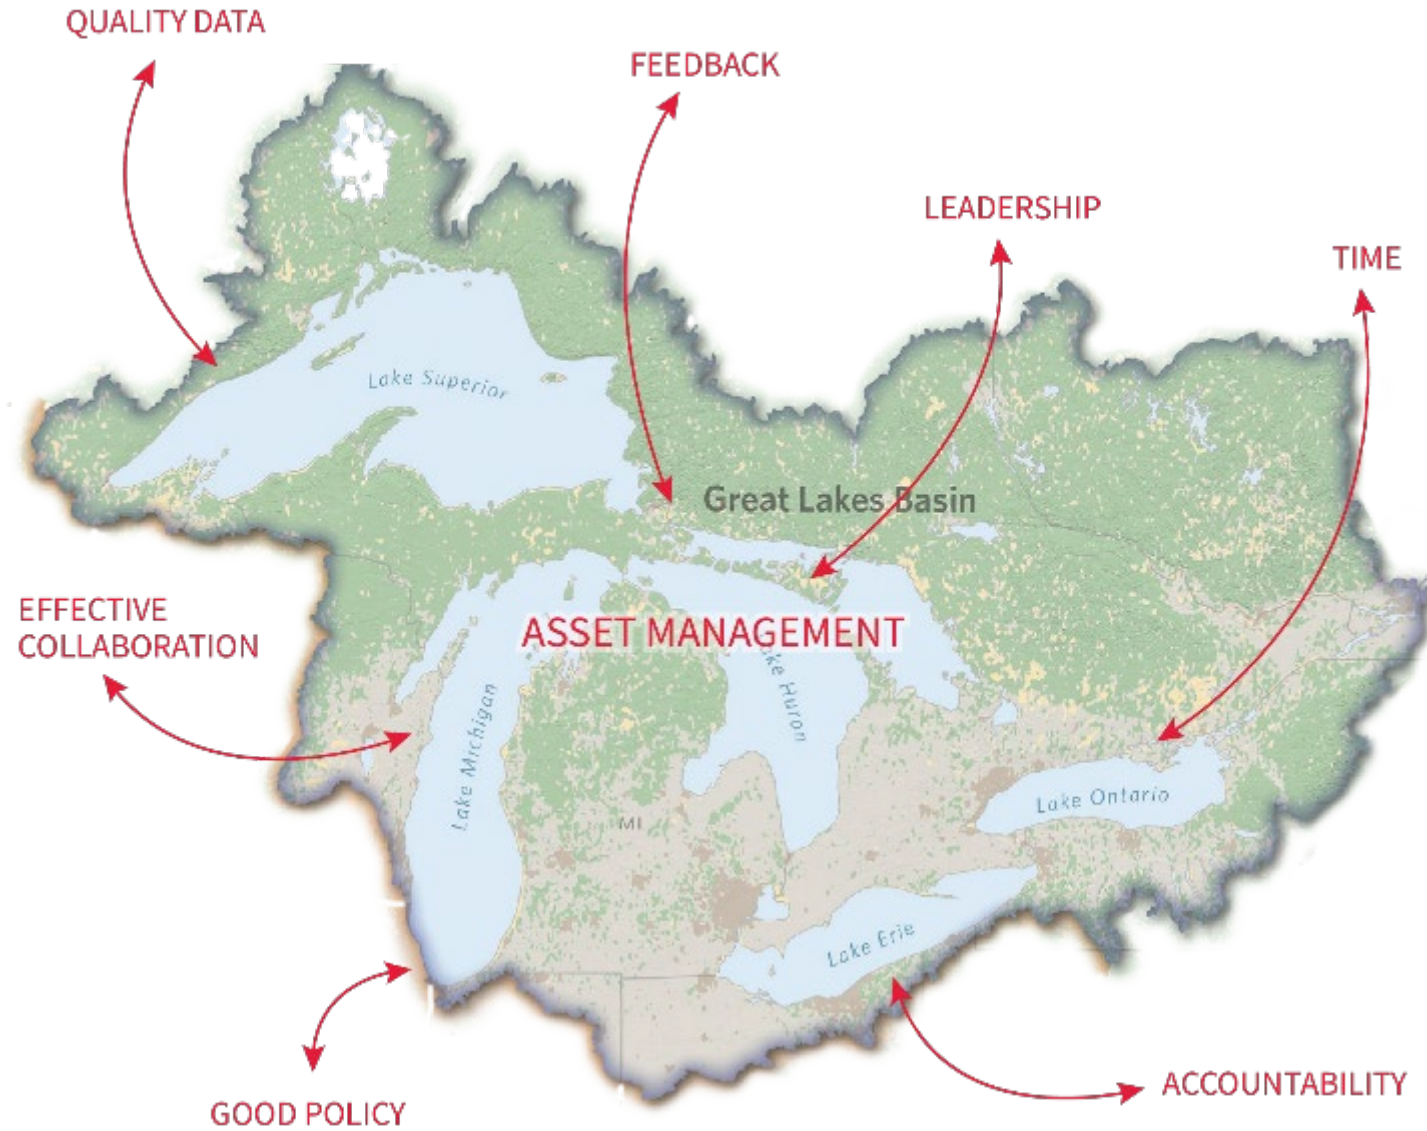 QUALITY DATA
FEEDBACK
LEADERSHIP
TIME
Lake Superior
Great Lakes Basin
EFFECTIVE
COLLABORATION
ASSET MANAGEMENT
Huron
Lake Michigan
Lake Ontario
MI
Lake Erie
ACCOUNTABILITY
GOOD POLICY